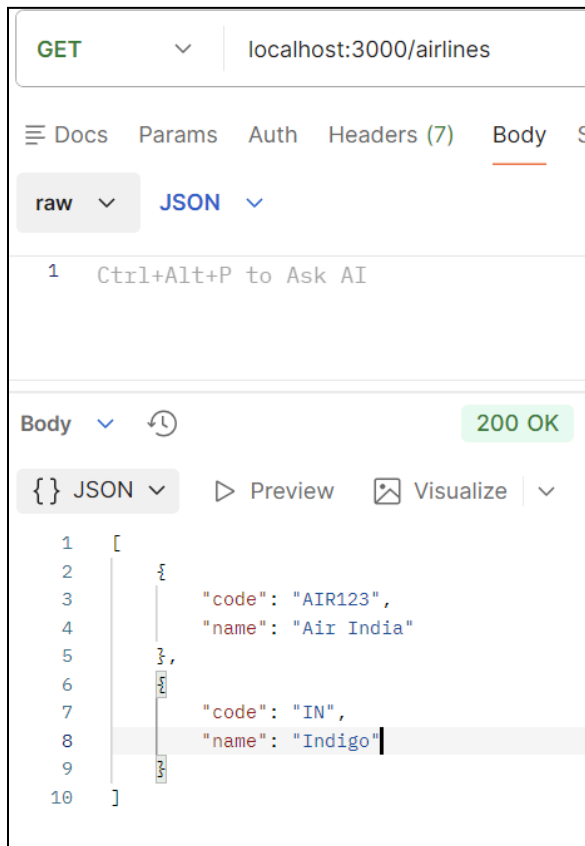 GET localhost:3000/airlines
Docs Params Auth Headers (7) Body S
raw JSON
1 Ctrl+Alt+P to Ask AI
Body 200 OK
{} JSON Preview Visualize
1 [
2 {
3 "code": "AIR123",
4 "name": "Air India"
5 },
6 {
7 "code": "IN",
8 "name": "Indigo"
9 }
10 ]